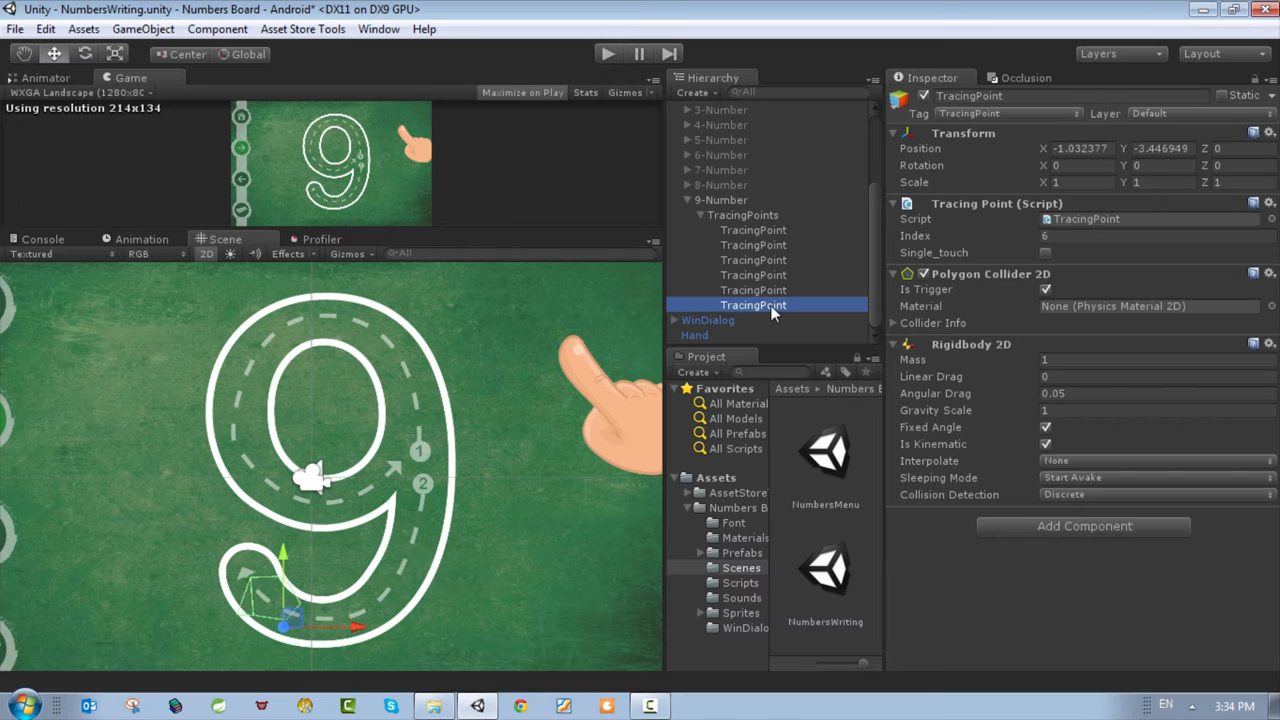 Unity - NumbersWriting.unity - Numbers Board - Android* <DX11 on DX9 GPU>
File Edit Assets GameObject Component Asset Store Tools Window Help
Center Global Layers Layout
Animator Game
WXGA Landscape (1280x80 Maximize on Play Stats Gizmos
Using resolution 214x134
Console Animation Scene Profiler
Textured RGB 2D Effects Gizmos All
1
2
Hierarchy
Create All
3-Number
4-Number
5-Number
6-Number
7-Number
8-Number
9-Number
TracingPoints
TracingPoint
TracingPoint
TracingPoint
TracingPoint
TracingPoint
TracingPoint
WinDialog
Hand
Project
Create
Favorites
All Material
All Models
All Prefabs
All Scripts
Assets
AssetStore
Numbers B
Font
Materials
Prefabs
Scenes
Scripts
Sounds
Sprites
WinDialo
Assets Numbers B
NumbersMenu
NumbersWriting
Inspector Occlusion
TracingPoint Static
Tag TracingPoint Layer Default
Transform
Position X -1.032377 Y -3.446949 Z 0
Rotation X 0 Y 0 Z 0
Scale X 1 Y 1 Z 1
Tracing Point (Script)
Script TracingPoint
Index 6
Single_touch
Polygon Collider 2D
Is Trigger
Material None (Physics Material 2D)
Collider Info
Rigidbody 2D
Mass 1
Linear Drag 0
Angular Drag 0.05
Gravity Scale 1
Fixed Angle
Is Kinematic
Interpolate None
Sleeping Mode Start Awake
Collision Detection Discrete
Add Component
EN 3:34 PM